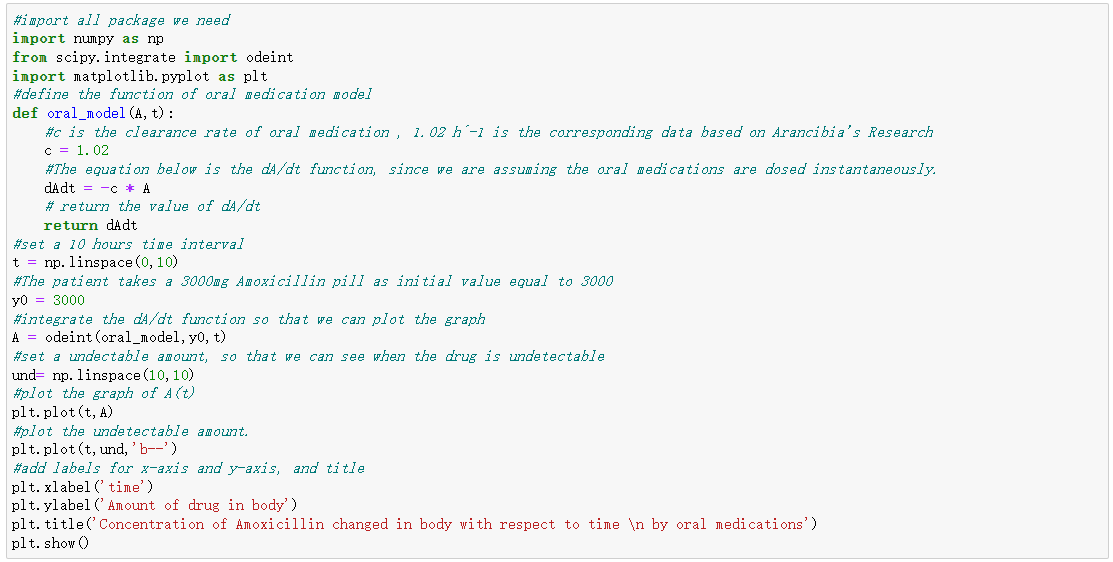 #import all package we need
import numpy as np
from scipy.integrate import odeint
import matplotlib.pyplot as plt
#define the function of oral medication model
def oral_model(A,t):
    #c is the clearance rate of oral medication , 1.02 h^-1 is the corresponding data based on Arancibia's Research
    c = 1.02
    #The equation below is the dA/dt function, since we are assuming the oral medications are dosed instantaneously.
    dAdt = -c * A
    # return the value of dA/dt
    return dAdt
#set a 10 hours time interval
t = np.linspace(0,10)
#The patient takes a 3000mg Amoxicillin pill as initial value equal to 3000
y0 = 3000
#integrate the dA/dt function so that we can plot the graph
A = odeint(oral_model,y0,t)
#set a undectable amount, so that we can see when the drug is undetectable
und= np.linspace(10,10)
#plot the graph of A(t)
plt.plot(t,A)
#plot the undetectable amount.
plt.plot(t,und,'b--')
#add labels for x-axis and y-axis, and title
plt.xlabel('time')
plt.ylabel('Amount of drug in body')
plt.title('Concentration of Amoxicillin changed in body with respect to time \n by oral medications')
plt.show()